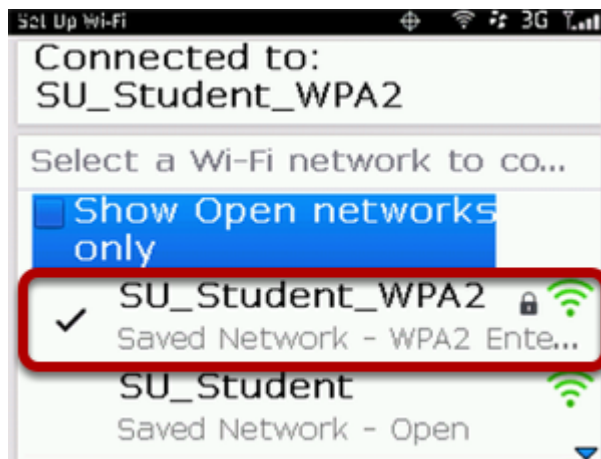 Set Up Wi-Fi 3G
Connected to:
SU_Student_WPA2
Select a Wi-Fi network to co...
Show Open networks
only
SU_Student_WPA2
Saved Network - WPA2 Ente...
SU_Student
Saved Network - Open